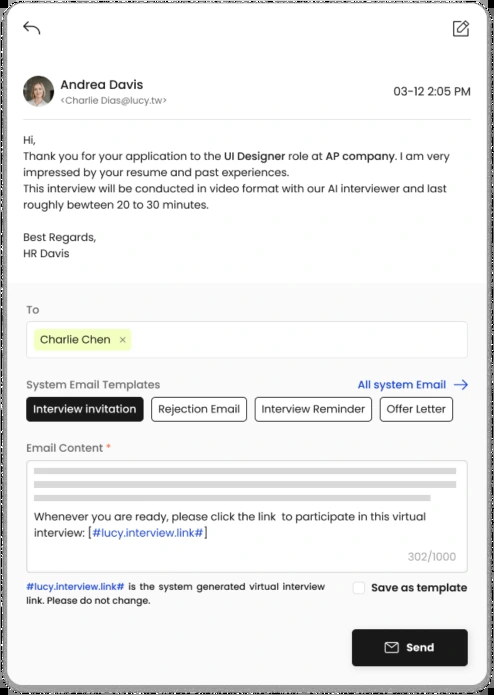 Andrea Davis
<Charlie Dias@lucy.tw>
03-12 2:05 PM
Hi,
Thank you for your application to the UI Designer role at AP company. I am very
impressed by your resume and past experiences.
This interview will be conducted in video format with our AI interviewer and last
roughly bewteen 20 to 30 minutes.
Best Regards,
HR Davis
To
Charlie Chen ×
System Email Templates
All system Email →
Interview invitation
Rejection Email
Interview Reminder
Offer Letter
Email Content *
Whenever you are ready, please click the link to participate in this virtual
interview: [#lucy.interview.link#]
302/1000
#lucy.interview.link# is the system generated virtual interview
link. Please do not change.
Save as template
Send